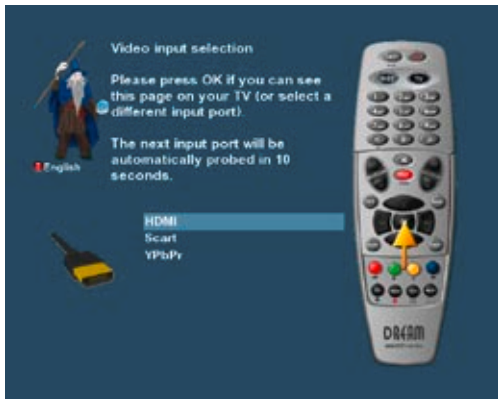 Video input selection
Please press OK if you can see
this page on your TV (or select a
different input port).
The next input port will be
automatically probed in 10
seconds.
English
HDMI
Scart
YPbPr
DREAM